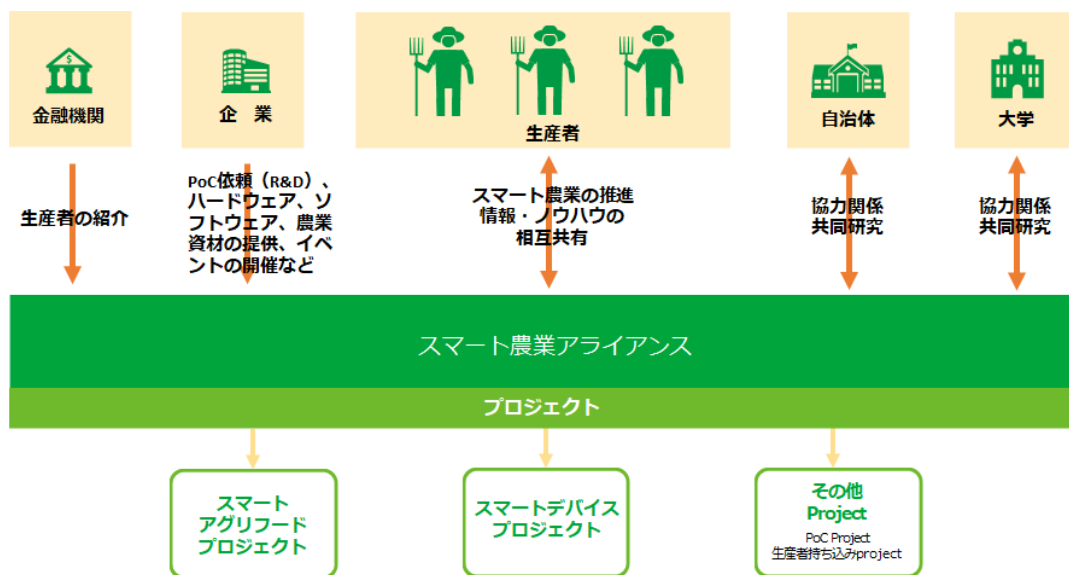 金融機関
企　業
生産者
自治体
大学
生産者の紹介
PoC依頼（R&D）、
ハードウェア、ソ
フトウェア、農業
資材の提供、イベ
ントの開催など
スマート農業の推進
情報・ノウハウの
相互共有
協力関係
共同研究
協力関係
共同研究
スマート農業アライアンス
プロジェクト
スマート
アグリフード
プロジェクト
スマートデバイス
プロジェクト
その他
Project
PoC Project
生産者持ち込みproject